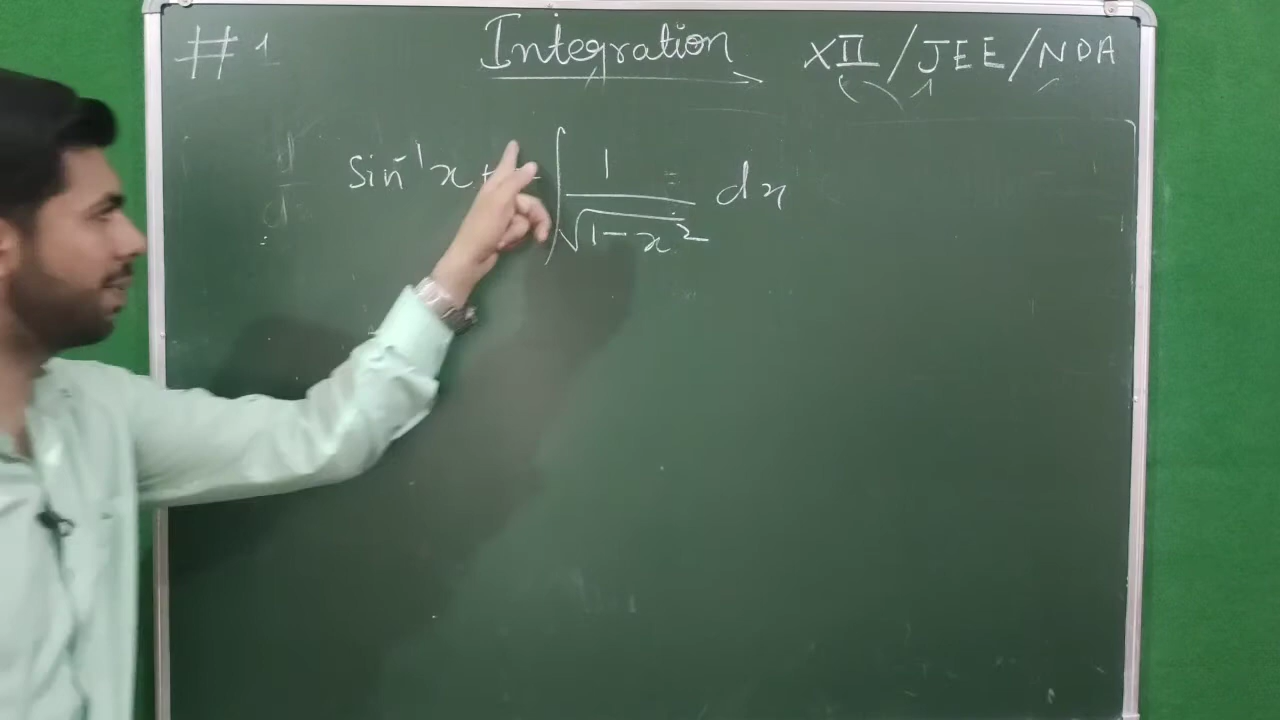 # 1 Integration XII / JEE / NDA
sin⁻¹x + = ∫ 1/√(1-x²) dx